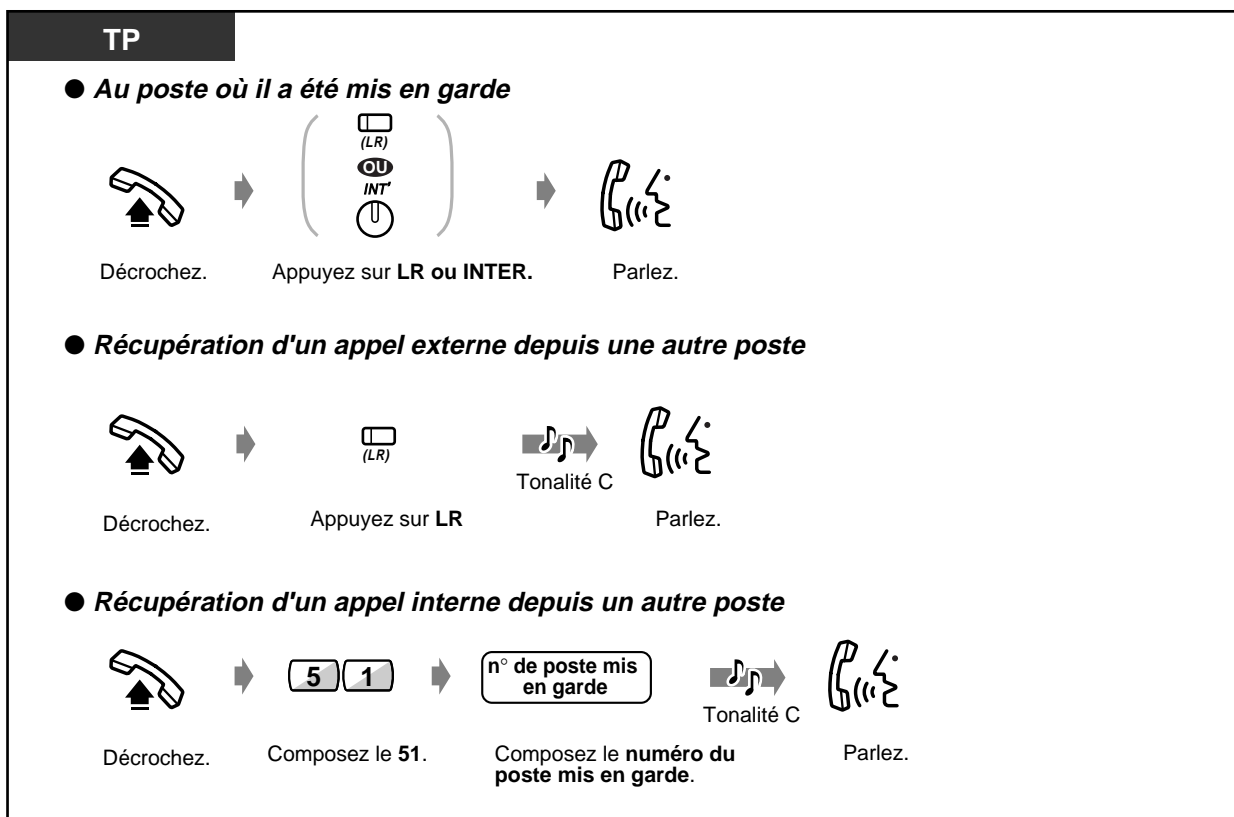 TP
● Au poste où il a été mis en garde
(LR)
OU
INT'
Décrochez. Appuyez sur LR ou INTER. Parlez.
● Récupération d'un appel externe depuis une autre poste
(LR)
Tonalité C
Décrochez. Appuyez sur LR Parlez.
● Récupération d'un appel interne depuis un autre poste
5 1 n° de poste mis
en garde
Tonalité C
Décrochez. Composez le 51. Composez le numéro du
poste mis en garde. Parlez.